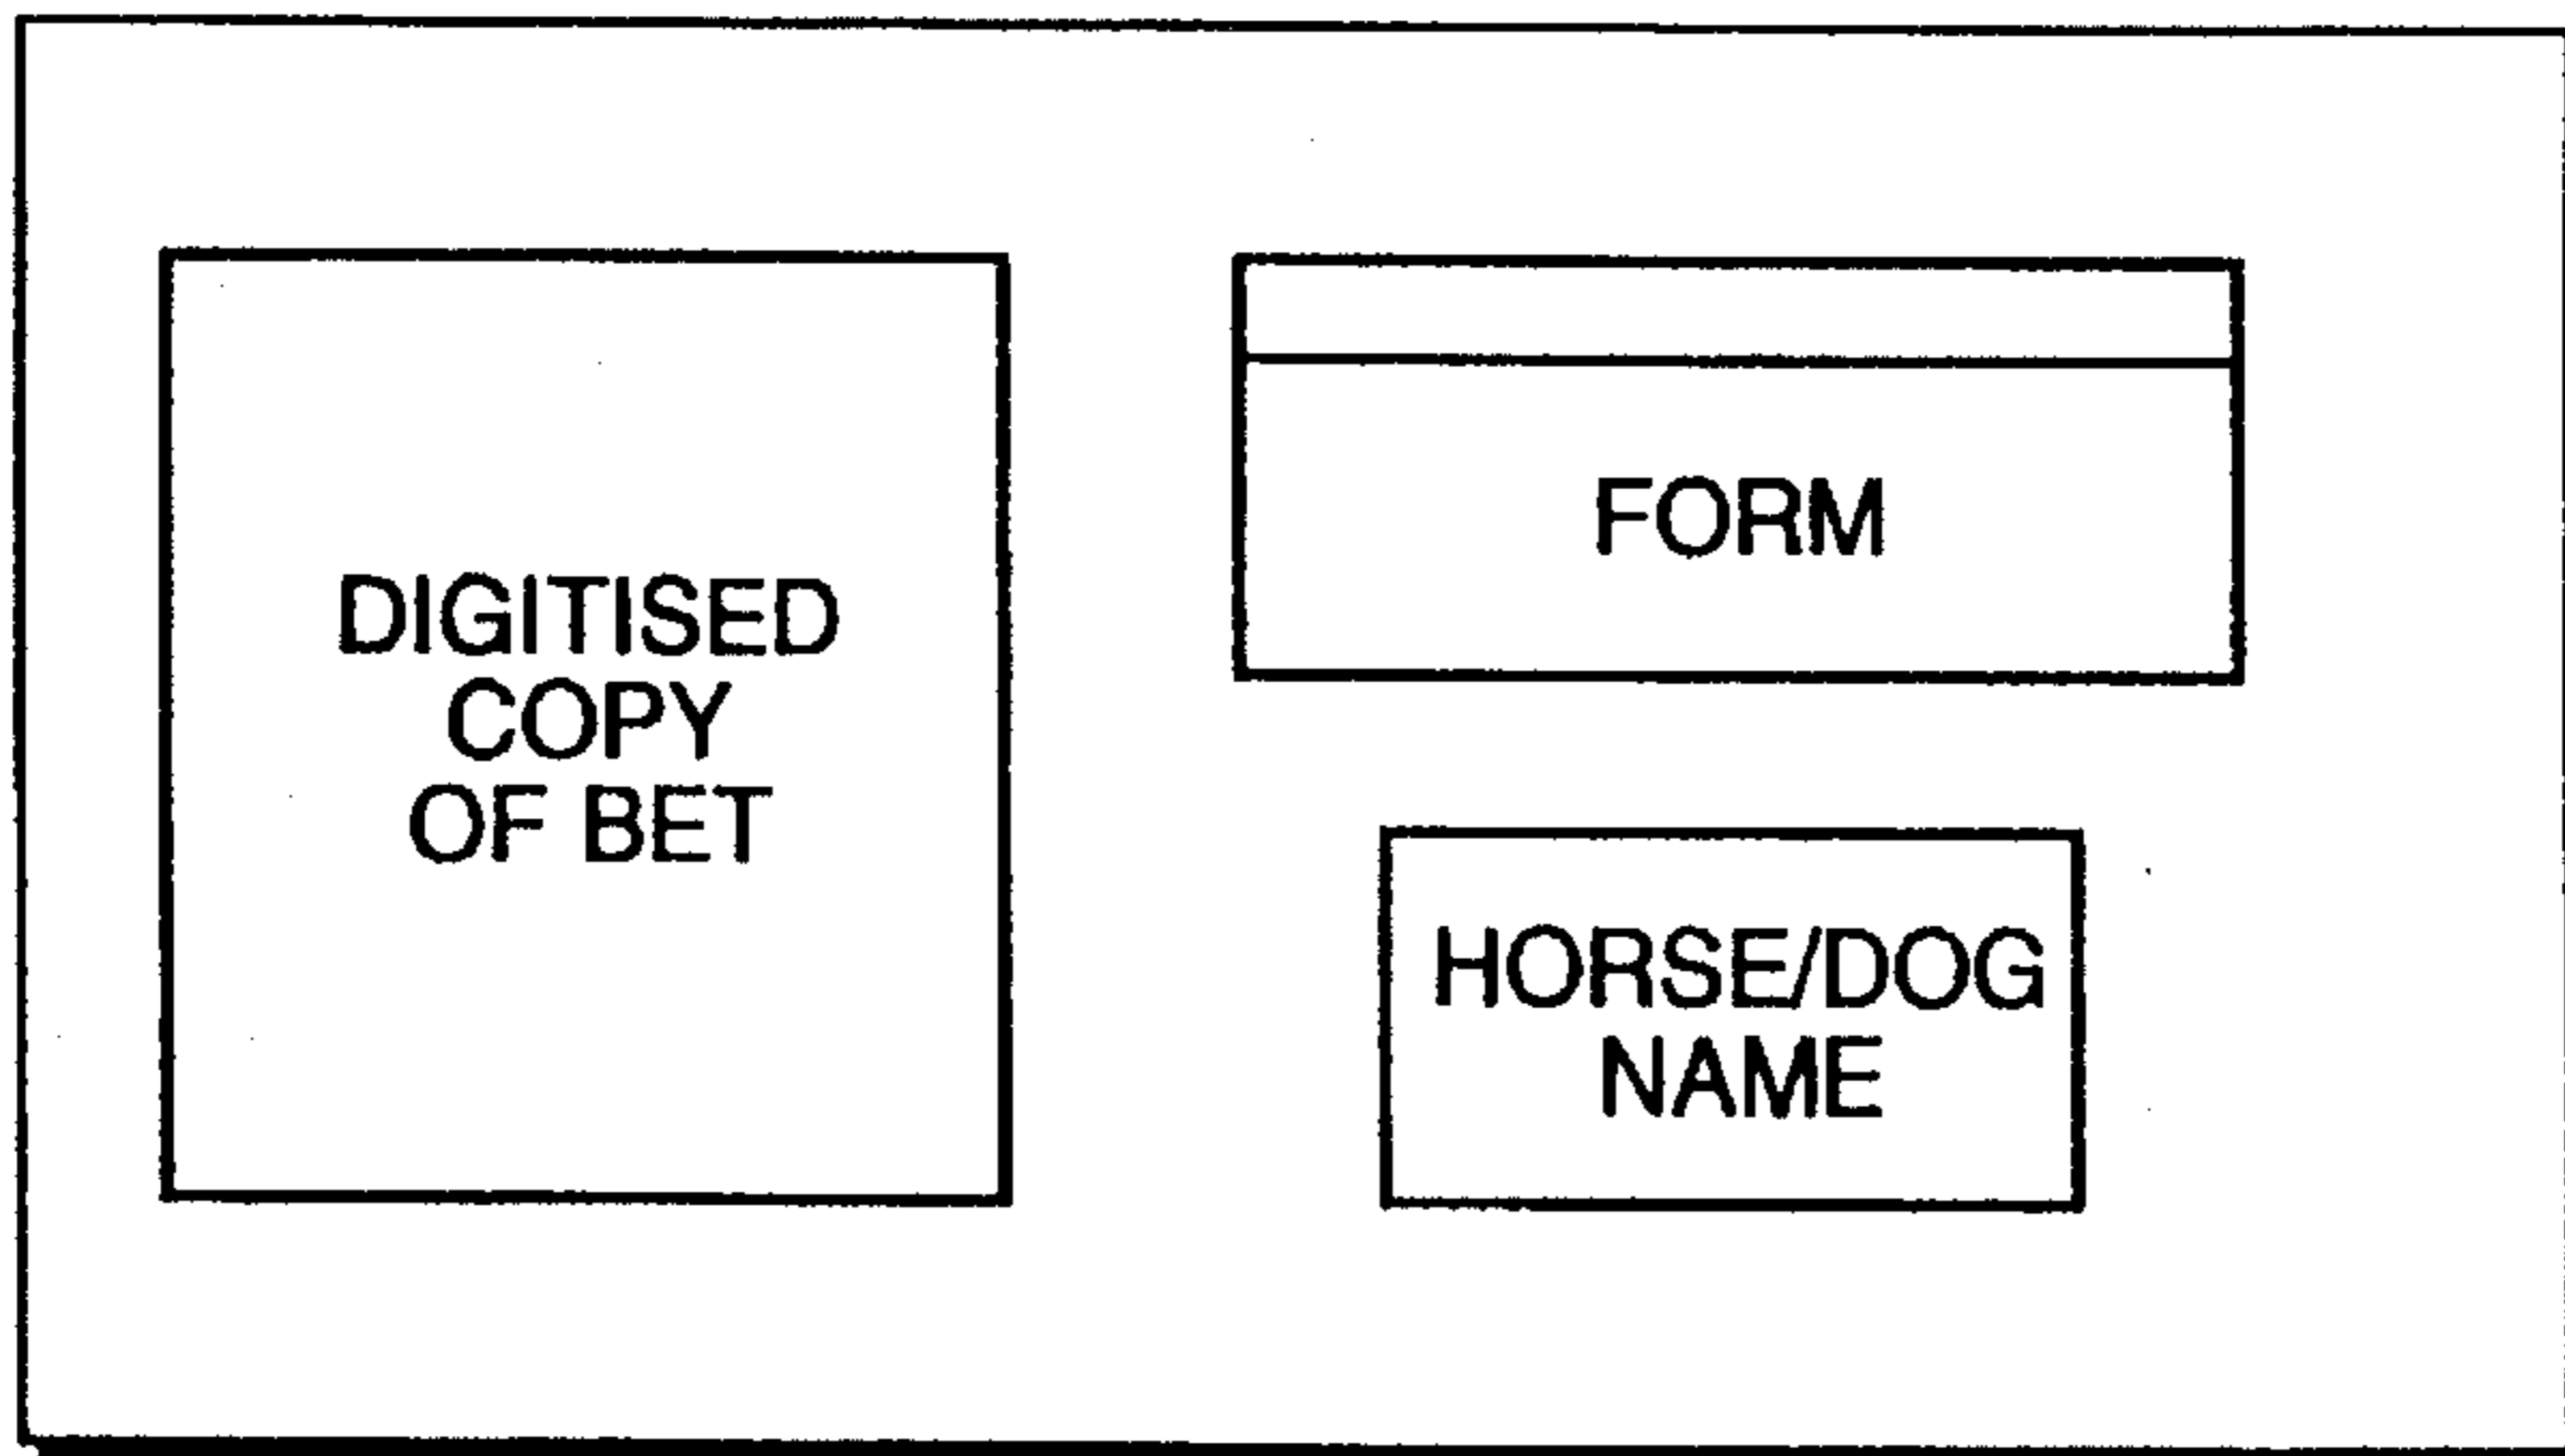 DIGITISED
COPY
OF BET
FORM
HORSE/DOG
NAME